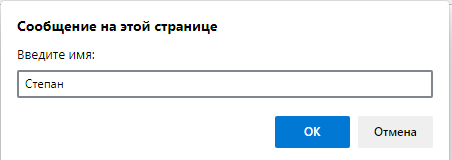 Сообщение на этой странице
Введите имя:
Степан
ОК
Отмена